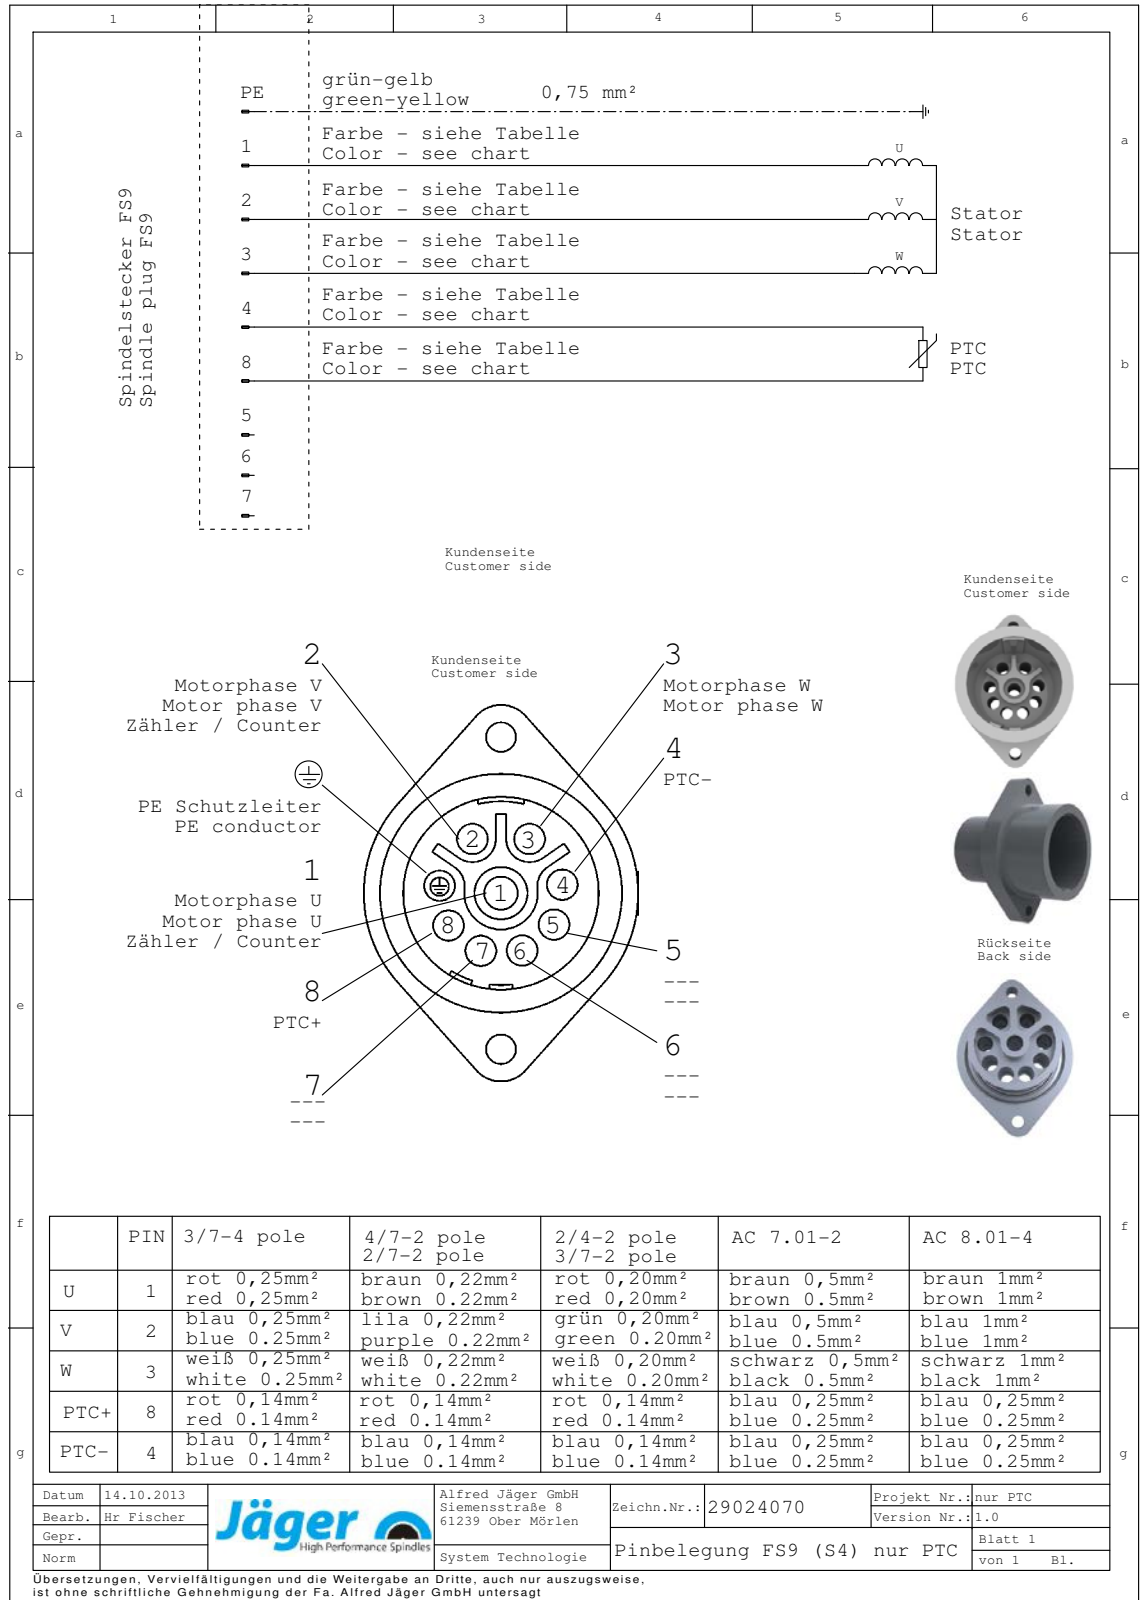 1 2 3 4 5 6
a a
b b
c c
d d
e e
f f
g g
Spindelstecker FS9
Spindle plug FS9
PE grün-gelb
green-yellow 0,75 mm²
1 Farbe - siehe Tabelle
Color - see chart
U
2 Farbe - siehe Tabelle
Color - see chart
V
3 Farbe - siehe Tabelle
Color - see chart
W
Stator
Stator
4 Farbe - siehe Tabelle
Color - see chart
8 Farbe - siehe Tabelle
Color - see chart
PTC
PTC
5
6
7
Kundenseite
Customer side
Kundenseite
Customer side
Kundenseite
Customer side
2
Motorphase V
Motor phase V
Zähler / Counter
3
Motorphase W
Motor phase W
4
PTC-
PE Schutzleiter
PE conductor
1
Motorphase U
Motor phase U
Zähler / Counter
8
PTC+
7
---
---
5
---
---
6
---
---
2 3
4
1
8 5
7 6
Rückseite
Back side
PIN 3/7-4 pole 4/7-2 pole 2/4-2 pole AC 7.01-2 AC 8.01-4
2/7-2 pole 3/7-2 pole
U 1 rot 0,25mm² braun 0,22mm² rot 0,20mm² braun 0,5mm² braun 1mm²
red 0,25mm² brown 0.22mm² red 0,20mm² brown 0.5mm² brown 1mm²
V 2 blau 0,25mm² lila 0,22mm² grün 0,20mm² blau 0,5mm² blau 1mm²
blue 0.25mm² purple 0.22mm² green 0.20mm² blue 0.5mm² blue 1mm²
W 3 weiß 0,25mm² weiß 0,22mm² weiß 0,20mm² schwarz 0,5mm² schwarz 1mm²
white 0.25mm² white 0.22mm² white 0.20mm² black 0.5mm² black 1mm²
PTC+ 8 rot 0,14mm² rot 0,14mm² rot 0,14mm² blau 0,25mm² blau 0,25mm²
red 0.14mm² red 0.14mm² red 0.14mm² blue 0.25mm² blue 0.25mm²
PTC- 4 blau 0,14mm² blau 0,14mm² blau 0,14mm² blau 0,25mm² blau 0,25mm²
blue 0.14mm² blue 0.14mm² blue 0.14mm² blue 0.25mm² blue 0.25mm²
Datum 14.10.2013
Bearb. Hr Fischer
Gepr.
Norm
Jäger
High Performance Spindles
Alfred Jäger GmbH
Siemensstraße 8
61239 Ober Mörlen
System Technologie
Zeichn.Nr.: 29024070
Projekt Nr.: nur PTC
Version Nr.: 1.0
Pinbelegung FS9 (S4) nur PTC
Blatt 1
von 1 Bl.
Übersetzungen, Vervielfältigungen und die Weitergabe an Dritte, auch nur auszugsweise,
ist ohne schriftliche Gehnehmigung der Fa. Alfred Jäger GmbH untersagt